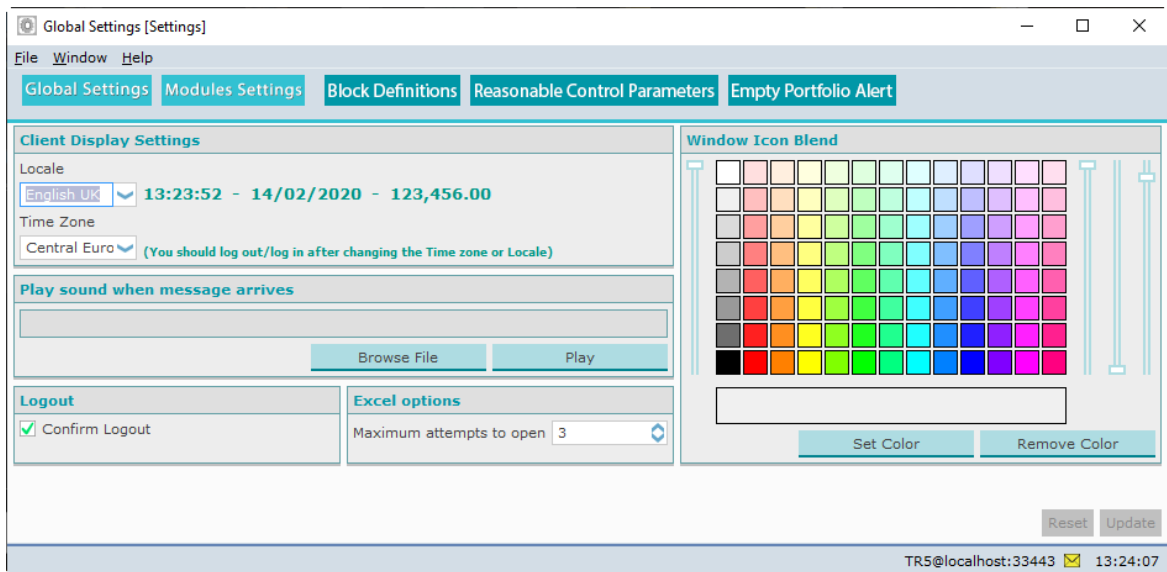 Global Settings [Settings]
File Window Help
Global Settings Modules Settings Block Definitions Reasonable Control Parameters Empty Portfolio Alert
Client Display Settings
Locale
English UK 13:23:52 - 14/02/2020 - 123,456.00
Time Zone
Central Euro (You should log out/log in after changing the Time zone or Locale)
Play sound when message arrives
Browse File Play
Logout
Confirm Logout
Excel options
Maximum attempts to open 3
Window Icon Blend
Set Color Remove Color
Reset Update
TR5@localhost:33443 13:24:07